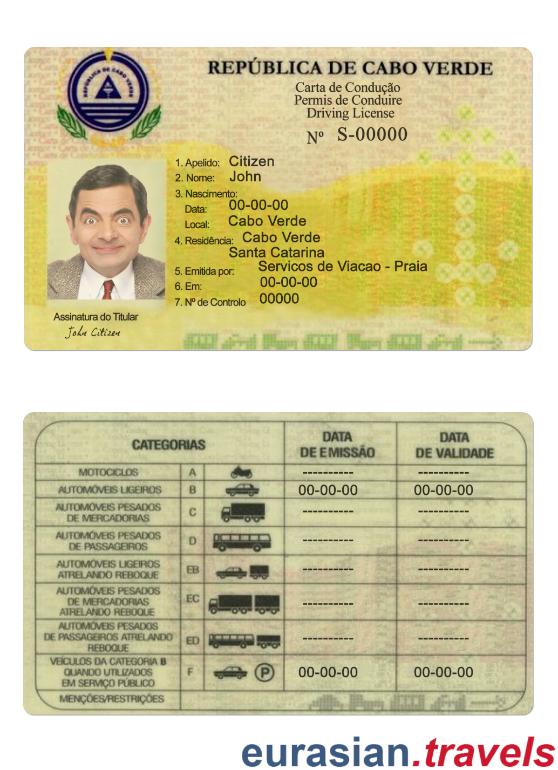 REPÚBLICA DE CABO VERDE
REPÚBLICA DE CABO VERDE
Carta de Condução
Permis de Conduire
Driving License
Nº S-00000
1. Apelido: Citizen
2. Nome: John
3. Nascimento:
Data: 00-00-00
Local: Cabo Verde
4. Residência: Cabo Verde
Santa Catarina
5. Emitida por: Servicos de Viacao - Praia
6. Em: 00-00-00
7. Nº de Controlo 00000
Assinatura do Titular
John Citizen
CATEGORIAS
DATA
DE EMISSÃO
DATA
DE VALIDADE
MOTOCICLOS A ---------- ----------
AUTOMÓVEIS LIGEIROS B 00-00-00 00-00-00
AUTOMÓVEIS PESADOS
DE MERCADORIAS C ---------- ----------
AUTOMÓVEIS PESADOS
DE PASSAGEIROS D ---------- ----------
AUTOMÓVEIS LIGEIROS
ATRELANDO REBOQUE EB ---------- ----------
AUTOMÓVEIS PESADOS
DE MERCADORIAS
ATRELANDO REBOQUE EC ---------- ----------
AUTOMÓVEIS PESADOS
DE PASSAGEIROS ATRELANDO
REBOQUE ED ---------- ----------
VEÍCULOS DA CATEGORIA B
QUANDO UTILIZADOS
EM SERVIÇO PÚBLICO F P 00-00-00 00-00-00
MENÇÕES/RESTRIÇÕES
eurasian.travels